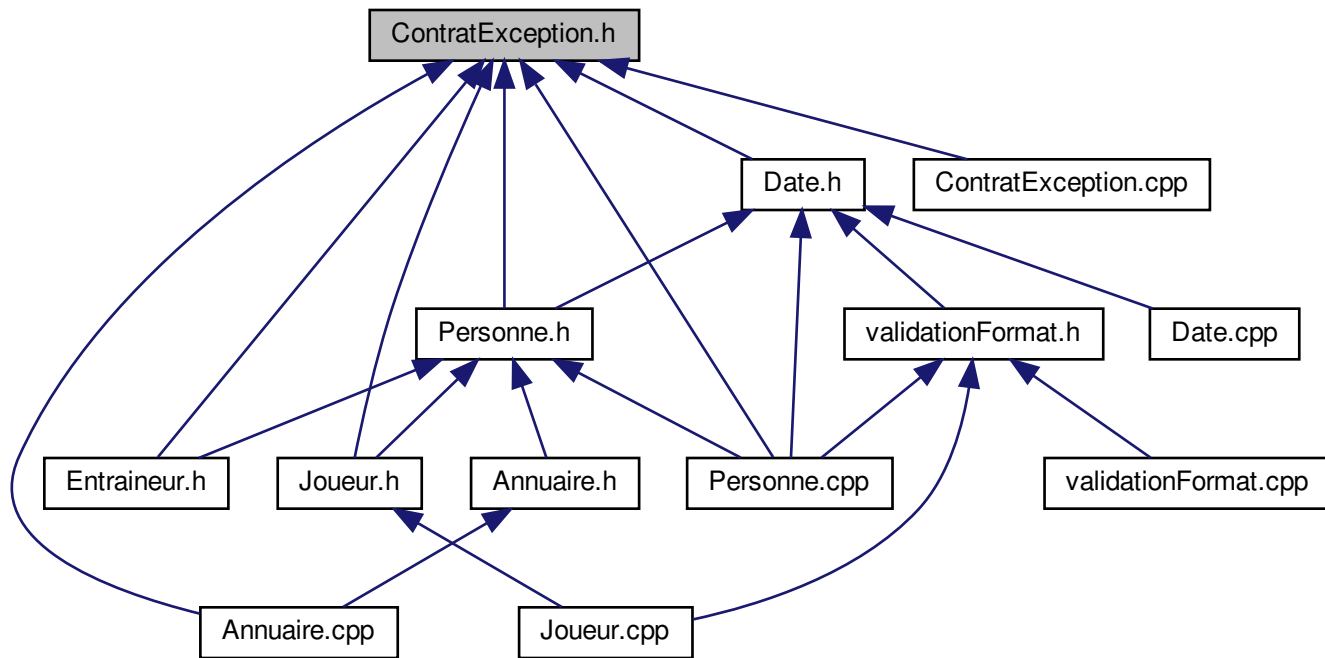 ContratException.h
Date.h
ContratException.cpp
Personne.h
validationFormat.h
Date.cpp
Entraineur.h
Joueur.h
Annuaire.h
Personne.cpp
validationFormat.cpp
Annuaire.cpp
Joueur.cpp